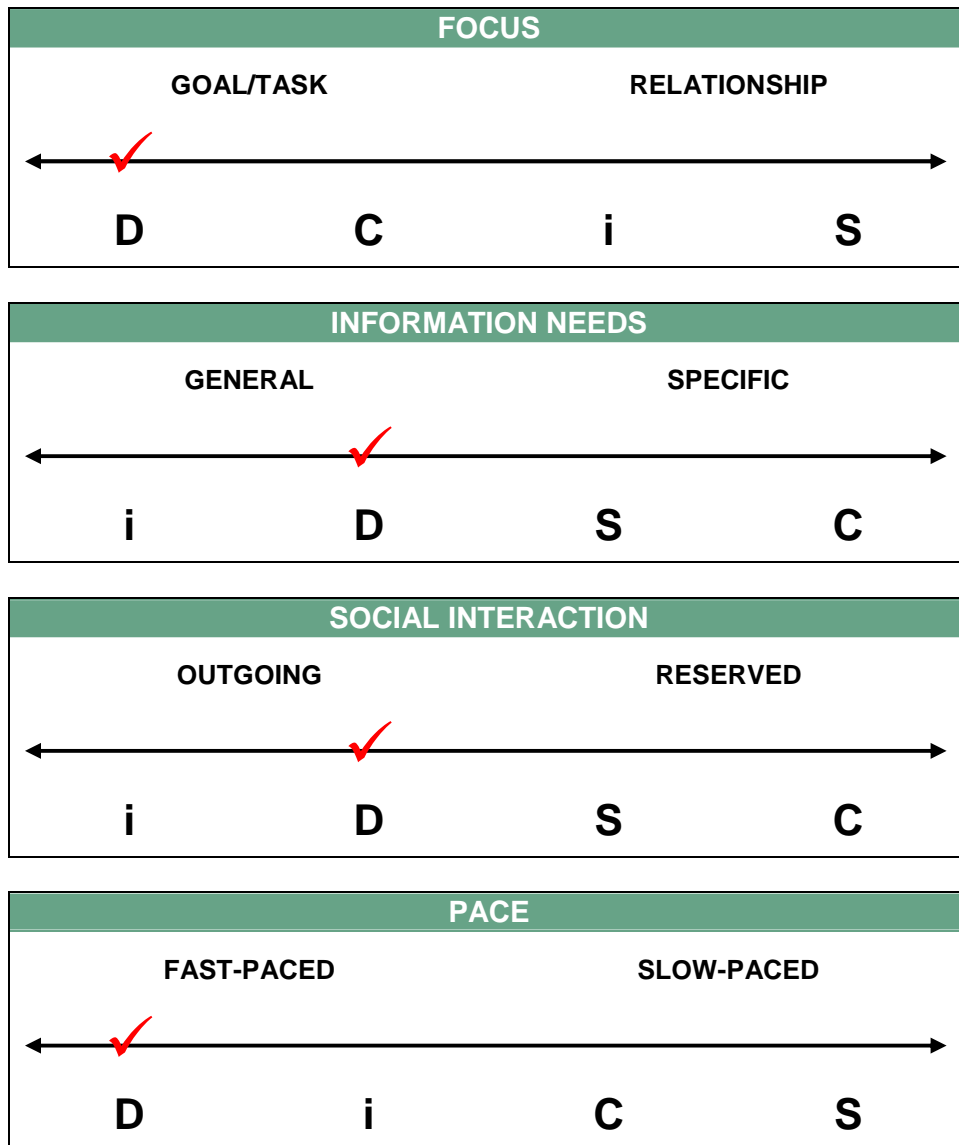 FOCUS
GOAL/TASK RELATIONSHIP
D C i S
INFORMATION NEEDS
GENERAL SPECIFIC
i D S C
SOCIAL INTERACTION
OUTGOING RESERVED
i D S C
PACE
FAST-PACED SLOW-PACED
D i C S